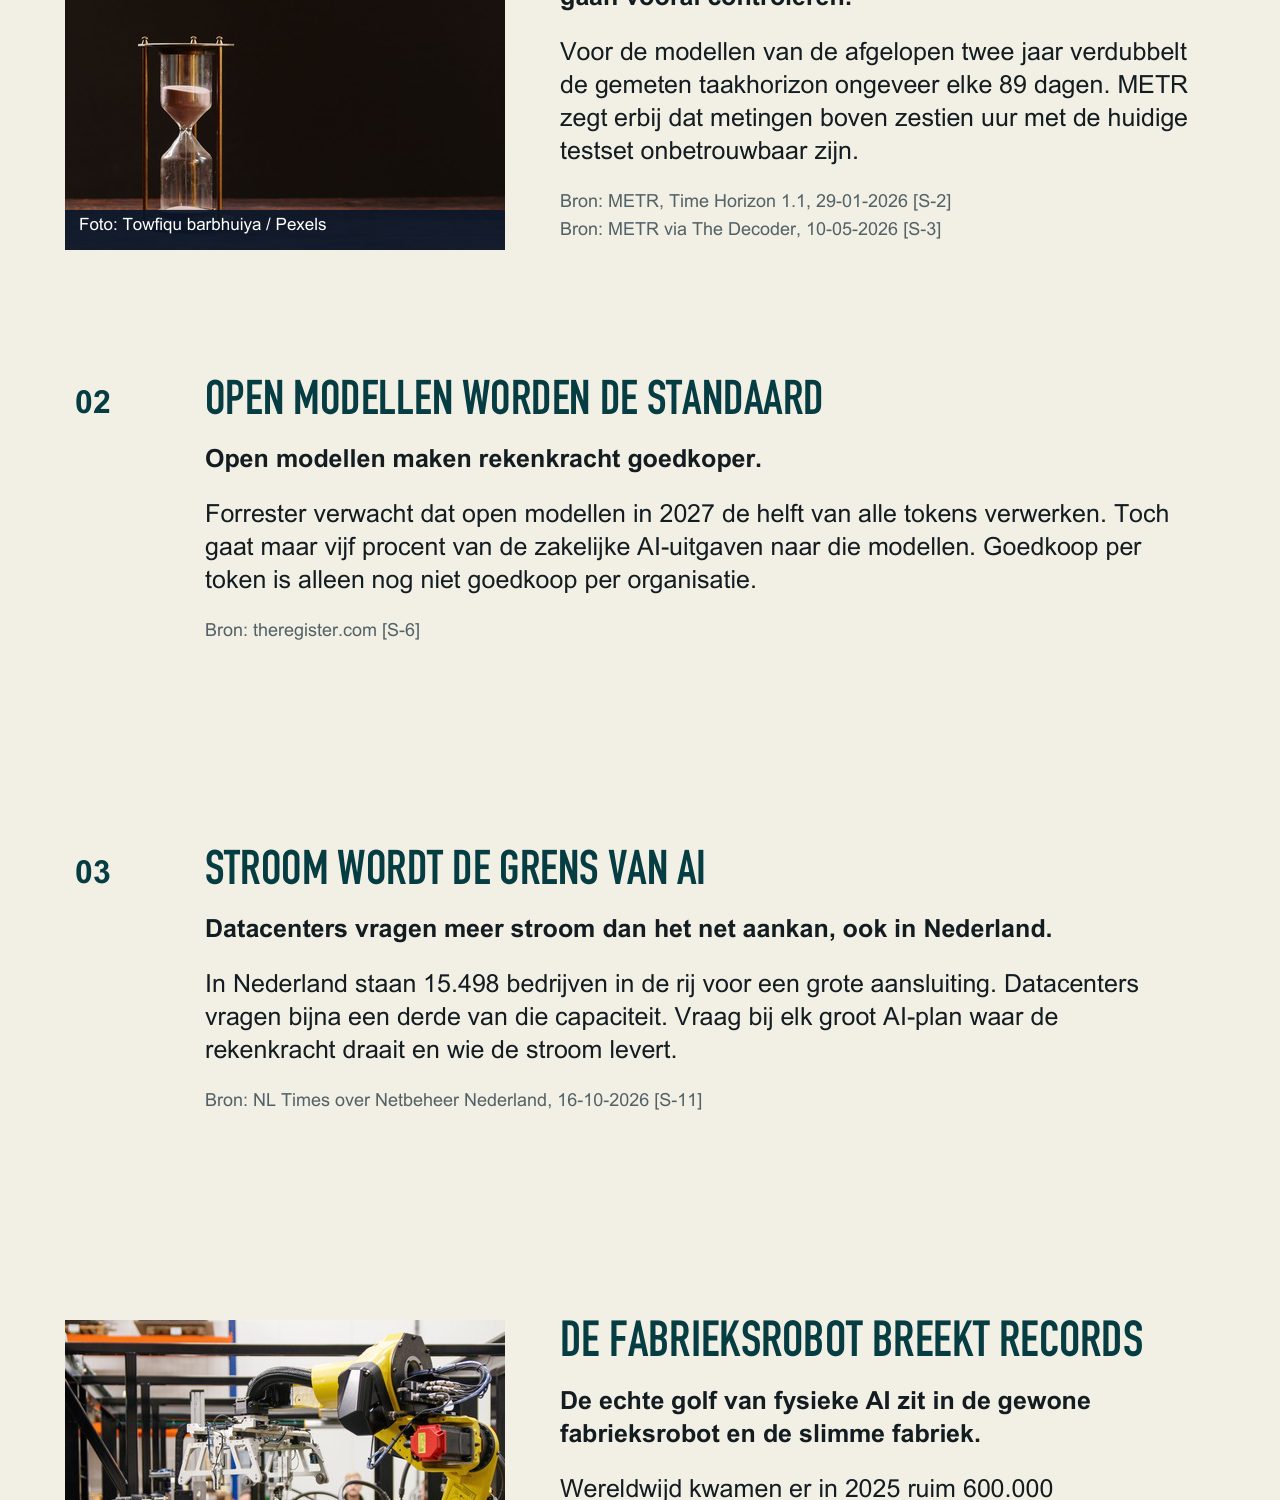 gaan vooral controleren.
Voor de modellen van de afgelopen twee jaar verdubbelt
de gemeten taakhorizon ongeveer elke 89 dagen. METR
zegt erbij dat metingen boven zestien uur met de huidige
testset onbetrouwbaar zijn.
Bron: METR, Time Horizon 1.1, 29-01-2026 [S-2]
Bron: METR via The Decoder, 10-05-2026 [S-3]
Foto: Towfiqu barbhuiya / Pexels
02
OPEN MODELLEN WORDEN DE STANDAARD
Open modellen maken rekenkracht goedkoper.
Forrester verwacht dat open modellen in 2027 de helft van alle tokens verwerken. Toch
gaat maar vijf procent van de zakelijke AI-uitgaven naar die modellen. Goedkoop per
token is alleen nog niet goedkoop per organisatie.
Bron: theregister.com [S-6]
03
STROOM WORDT DE GRENS VAN AI
Datacenters vragen meer stroom dan het net aankan, ook in Nederland.
In Nederland staan 15.498 bedrijven in de rij voor een grote aansluiting. Datacenters
vragen bijna een derde van die capaciteit. Vraag bij elk groot AI-plan waar de
rekenkracht draait en wie de stroom levert.
Bron: NL Times over Netbeheer Nederland, 16-10-2026 [S-11]
DE FABRIEKSROBOT BREEKT RECORDS
De echte golf van fysieke AI zit in de gewone
fabrieksrobot en de slimme fabriek.
Wereldwijd kwamen er in 2025 ruim 600.000